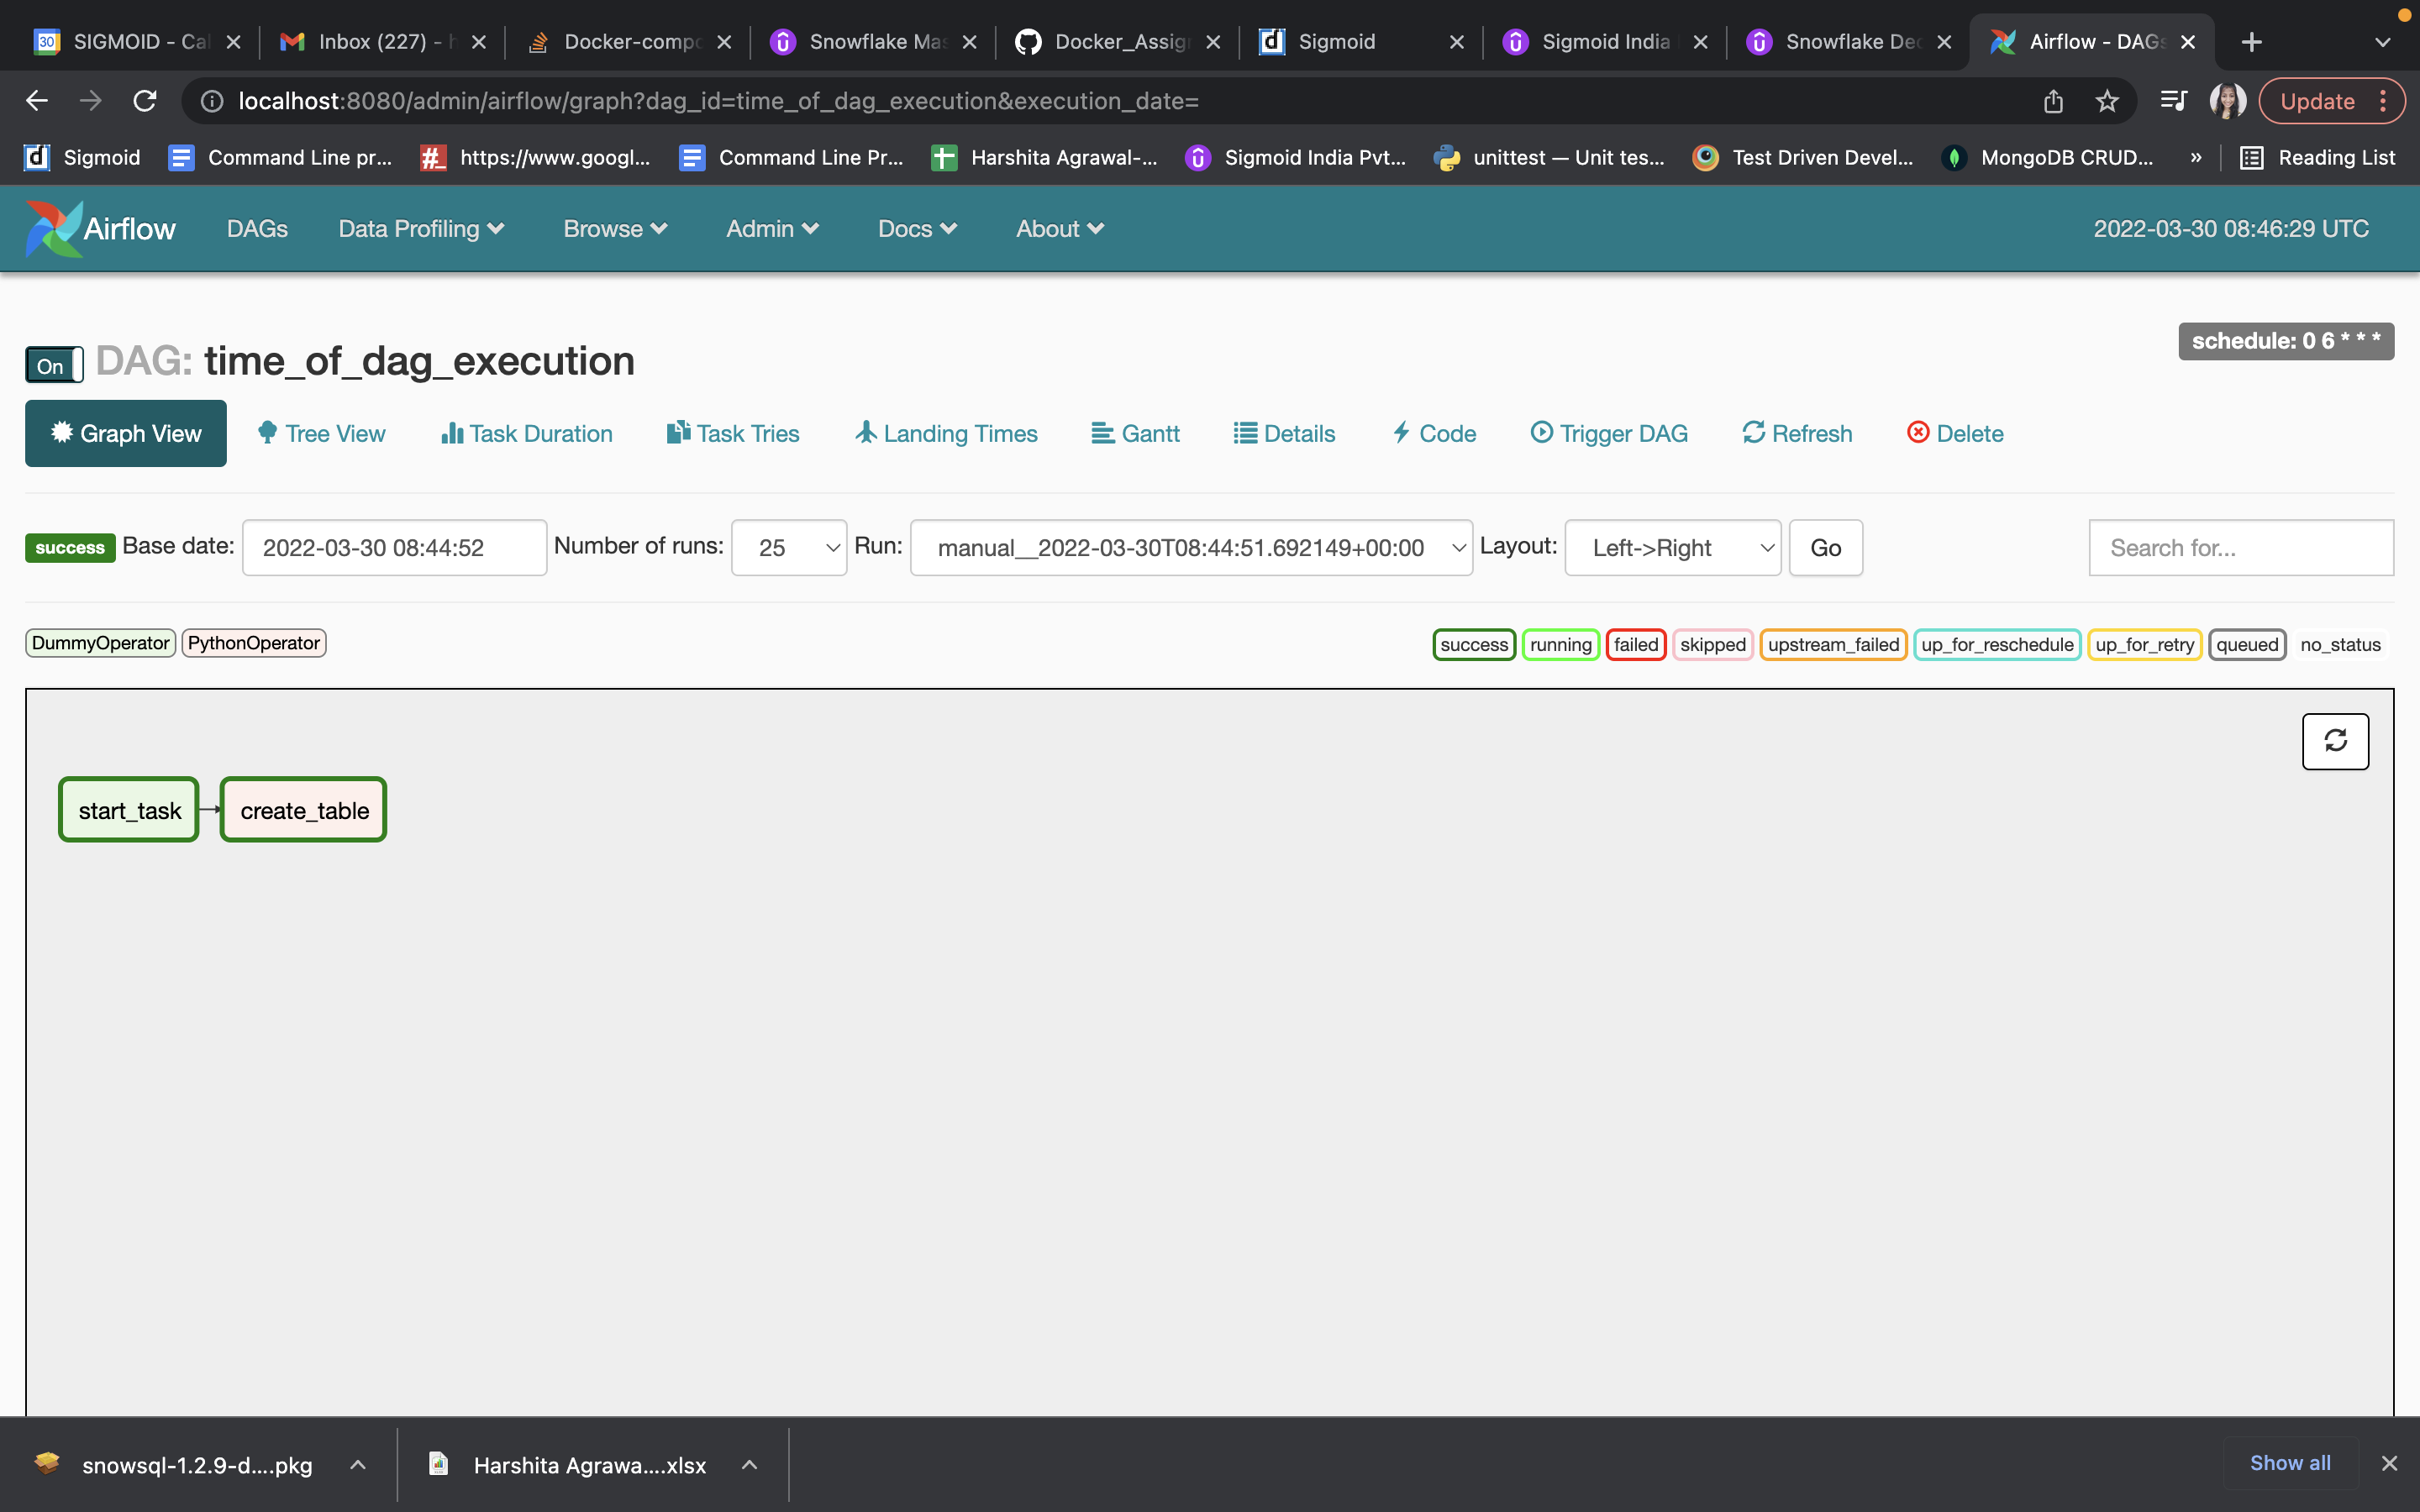 30 SIGMOID - Cal Inbox (227) - h Docker-compo Snowflake Mas Docker_Assig d Sigmoid Sigmoid India Snowflake Dec Airflow - DAGs
localhost:8080/admin/airflow/graph?dag_id=time_of_dag_execution&execution_date= Update
d Sigmoid Command Line pr... https://www.googl... Command Line Pr... Harshita Agrawal-... Sigmoid India Pvt... unittest — Unit tes... Test Driven Devel... MongoDB CRUD... » Reading List
Airflow DAGs Data Profiling Browse Admin Docs About 2022-03-30 08:46:29 UTC
On DAG: time_of_dag_execution schedule: 0 6 * * *
Graph View Tree View Task Duration Task Tries Landing Times Gantt Details Code Trigger DAG Refresh Delete
success Base date: 2022-03-30 08:44:52 Number of runs: 25 Run: manual__2022-03-30T08:44:51.692149+00:00 Layout: Left->Right Go Search for...
DummyOperator PythonOperator success running failed skipped upstream_failed up_for_reschedule up_for_retry queued no_status
start_task create_table
snowsql-1.2.9-d....pkg Harshita Agrawa....xlsx Show all